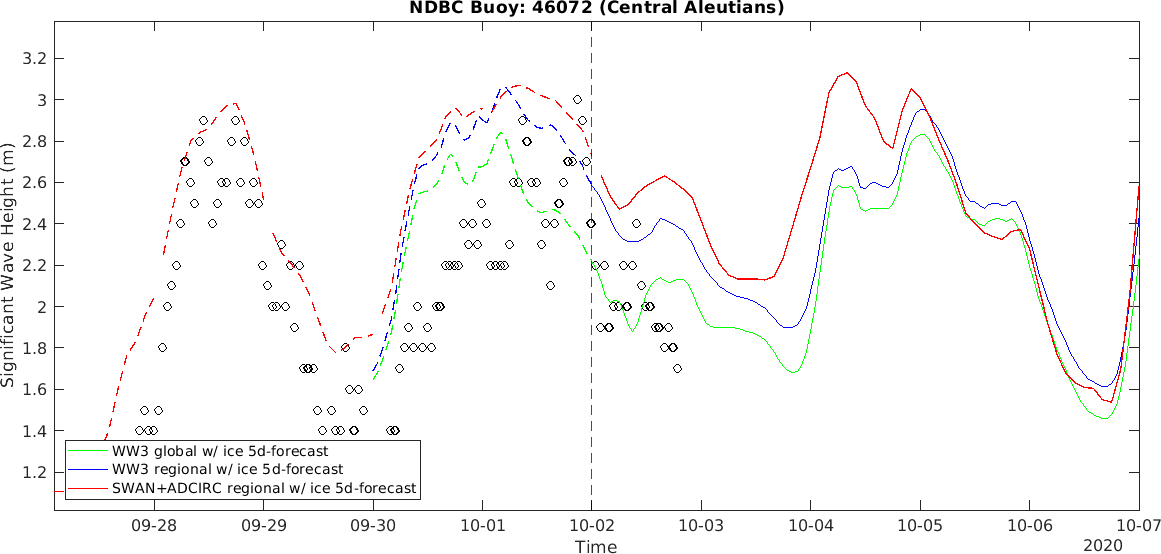 NDBC Buoy: 46072 (Central Aleutians)
Significant Wave Height (m)
3.2
3
2.8
2.6
2.4
2.2
2
1.8
1.6
1.4
1.2
WW3 global w/ ice 5d-forecast
WW3 regional w/ ice 5d-forecast
SWAN+ADCIRC regional w/ ice 5d-forecast
09-28 09-29 09-30 10-01 10-02 10-03 10-04 10-05 10-06 10-07
Time
2020